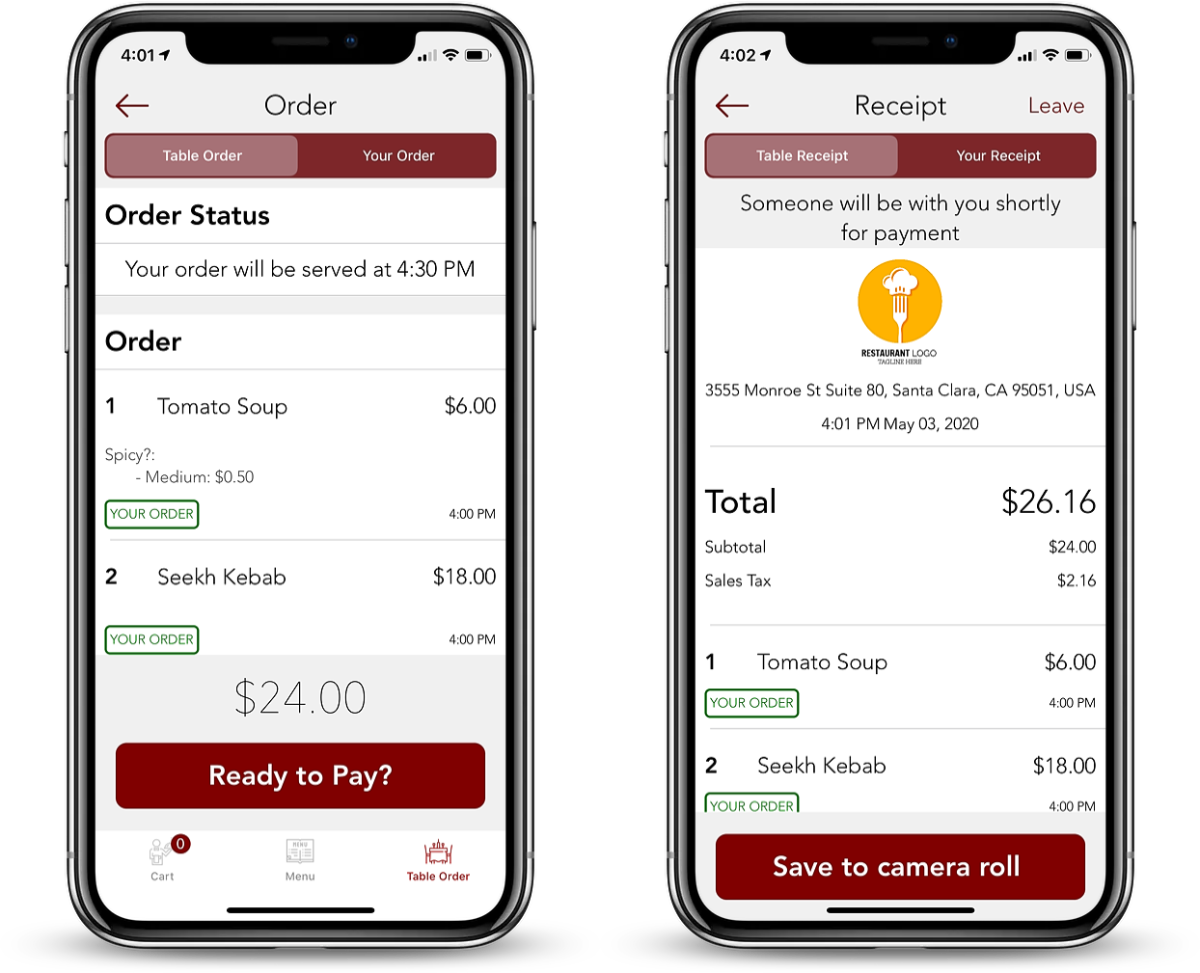 4:01
Order
Table Order
Your Order
Order Status
Your order will be served at 4:30 PM
Order
1 Tomato Soup $6.00
Spicy?:
- Medium: $0.50
YOUR ORDER 4:00 PM
2 Seekh Kebab $18.00
YOUR ORDER 4:00 PM
$24.00
Ready to Pay?
0
MENU
Cart
Menu
Table Order
4:02
Receipt
Leave
Table Receipt
Your Receipt
Someone will be with you shortly
for payment
RESTAURANT LOGO
TAGLINE HERE
3555 Monroe St Suite 80, Santa Clara, CA 95051, USA
4:01 PM May 03, 2020
Total $26.16
Subtotal $24.00
Sales Tax $2.16
1 Tomato Soup $6.00
YOUR ORDER 4:00 PM
2 Seekh Kebab $18.00
YOUR ORDER 4:00 PM
Save to camera roll